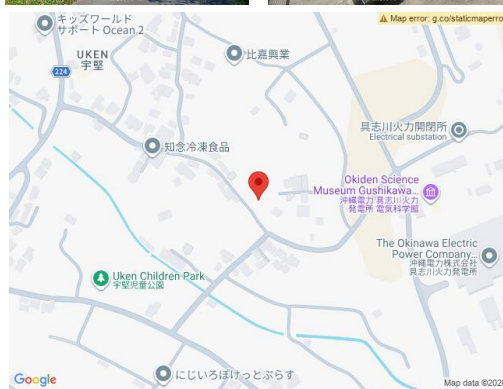 Map error: g.co/staticmaperro
キッズワールド
サポート Ocean 2
UKEN
宇堅
比嘉興業
224
具志川火力開閉所
Electrical substation
知念冷凍食品
Okiden Science
Museum Gushikawa...
沖縄電力 具志川火力
発電所 電気科学館
The Okinawa Electric
Power Company...
沖縄電力株式会社
具志川火力発電所
Uken Children Park
宇堅児童公園
にじいろぽけっとぷらす
Google
Map data ©202